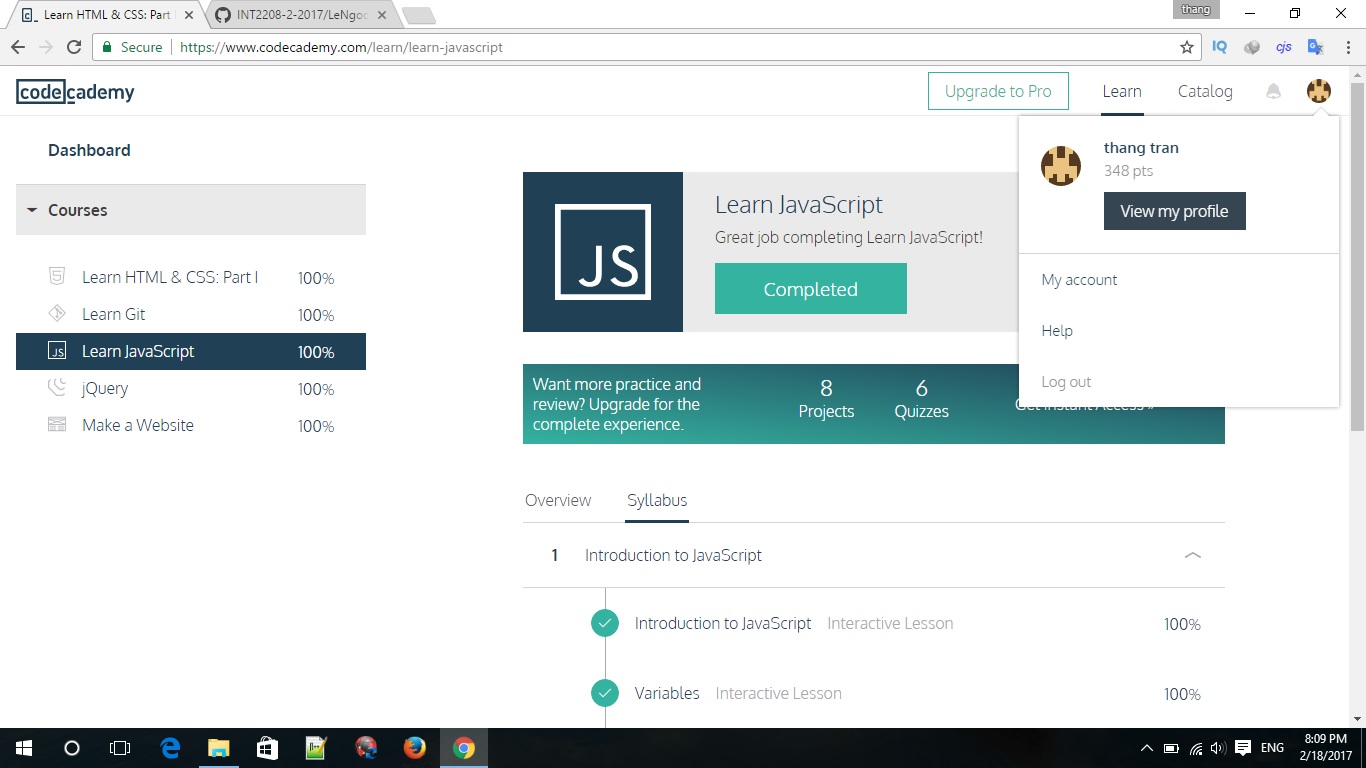 Learn HTML & CSS: Part
INT2208-2-2017/LeNgo
thang
Secure
https://www.codecademy.com/learn/learn-javascript
IQ
cjs
codecademy
Upgrade to Pro
Learn
Catalog
Dashboard
Courses
Learn HTML & CSS: Part I 100%
Learn Git 100%
JS Learn JavaScript 100%
jQuery 100%
Make a Website 100%
JS
Learn JavaScript
Great job completing Learn JavaScript!
Completed
thang tran
348 pts
View my profile
My account
Help
Log out
Want more practice and
review? Upgrade for the
complete experience.
8
Projects
6
Quizzes
Get Instant Access »
Overview
Syllabus
1 Introduction to JavaScript
Introduction to JavaScript Interactive Lesson 100%
Variables Interactive Lesson 100%
ENG
8:09 PM
2/18/2017